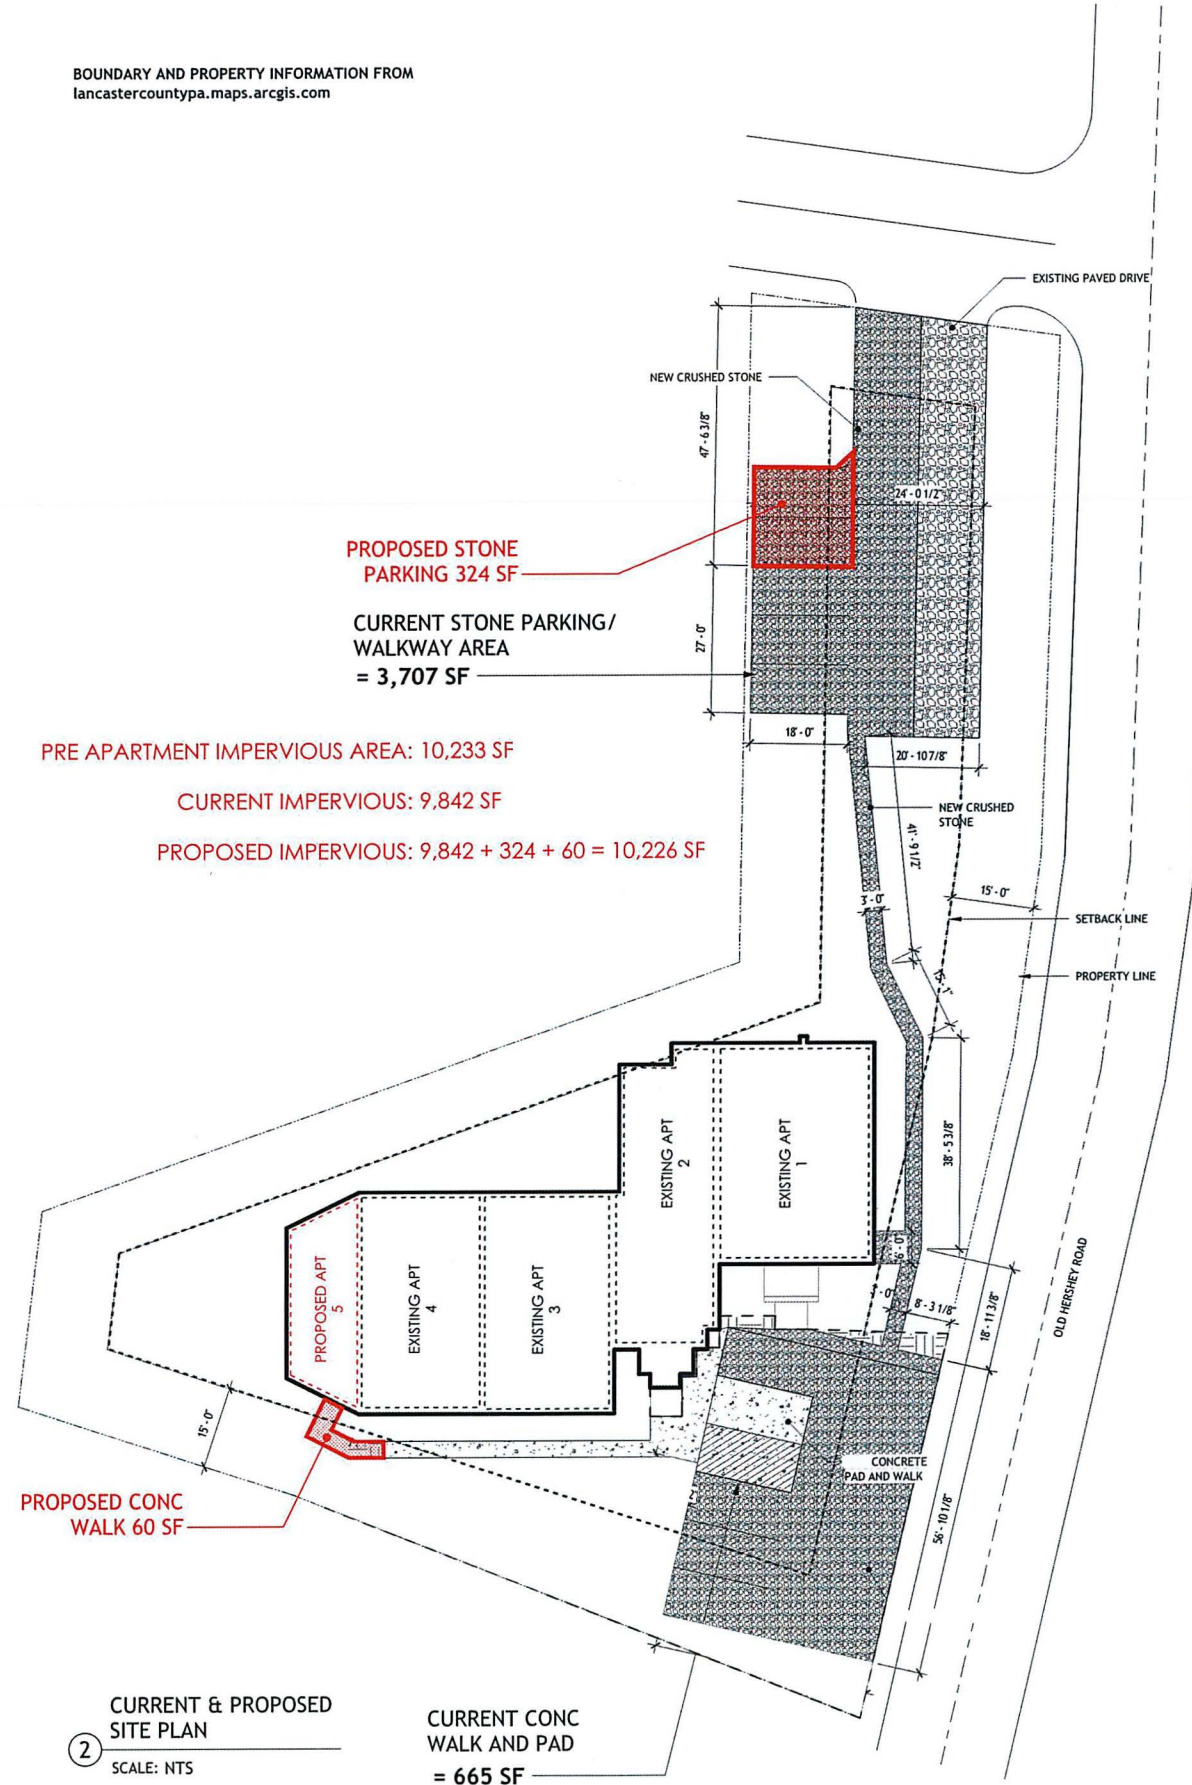 BOUNDARY AND PROPERTY INFORMATION FROM
lancastercountypa.maps.arcgis.com
EXISTING PAVED DRIVE
NEW CRUSHED STONE
47' - 6 3/8"
24' - 0 1/2"
PROPOSED STONE
PARKING 324 SF
CURRENT STONE PARKING/
WALKWAY AREA
= 3,707 SF
27' - 0"
18' - 0"
20' - 10 7/8"
PRE APARTMENT IMPERVIOUS AREA: 10,233 SF
CURRENT IMPERVIOUS: 9,842 SF
PROPOSED IMPERVIOUS: 9,842 + 324 + 60 = 10,226 SF
NEW CRUSHED
STONE
41' - 9 1/2"
3' - 0"
15' - 0"
SETBACK LINE
PROPERTY LINE
15' - 1"
38' - 5 3/8"
EXISTING APT
1
EXISTING APT
2
EXISTING APT
3
EXISTING APT
4
PROPOSED APT
5
6' - 0"
8' - 3 1/8"
18' - 11 3/8"
OLD HERSHEY ROAD
15' - 0"
CONCRETE
PAD AND WALK
56' - 10 1/8"
PROPOSED CONC
WALK 60 SF
CURRENT & PROPOSED
SITE PLAN
2
SCALE: NTS
CURRENT CONC
WALK AND PAD
= 665 SF